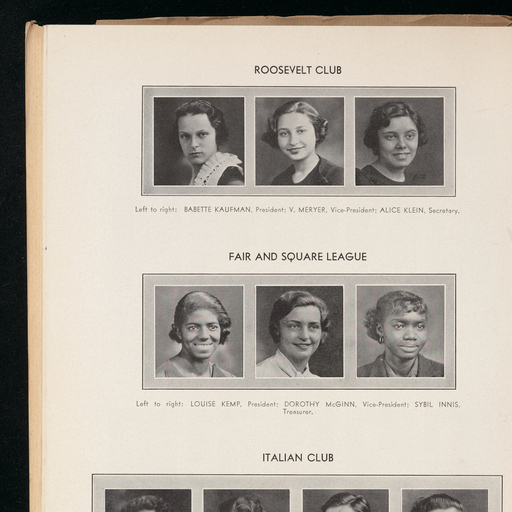 ROOSEVELT CLUB
Left to right: BABETTE KAUFMAN, President; V. MERYER, Vice-President; ALICE KLEIN, Secretary.
FAIR AND SQUARE LEAGUE
Left to right: LOUISE KEMP, President; DOROTHY McGINN, Vice-President; SYBIL INNIS,
Treasurer.
ITALIAN CLUB